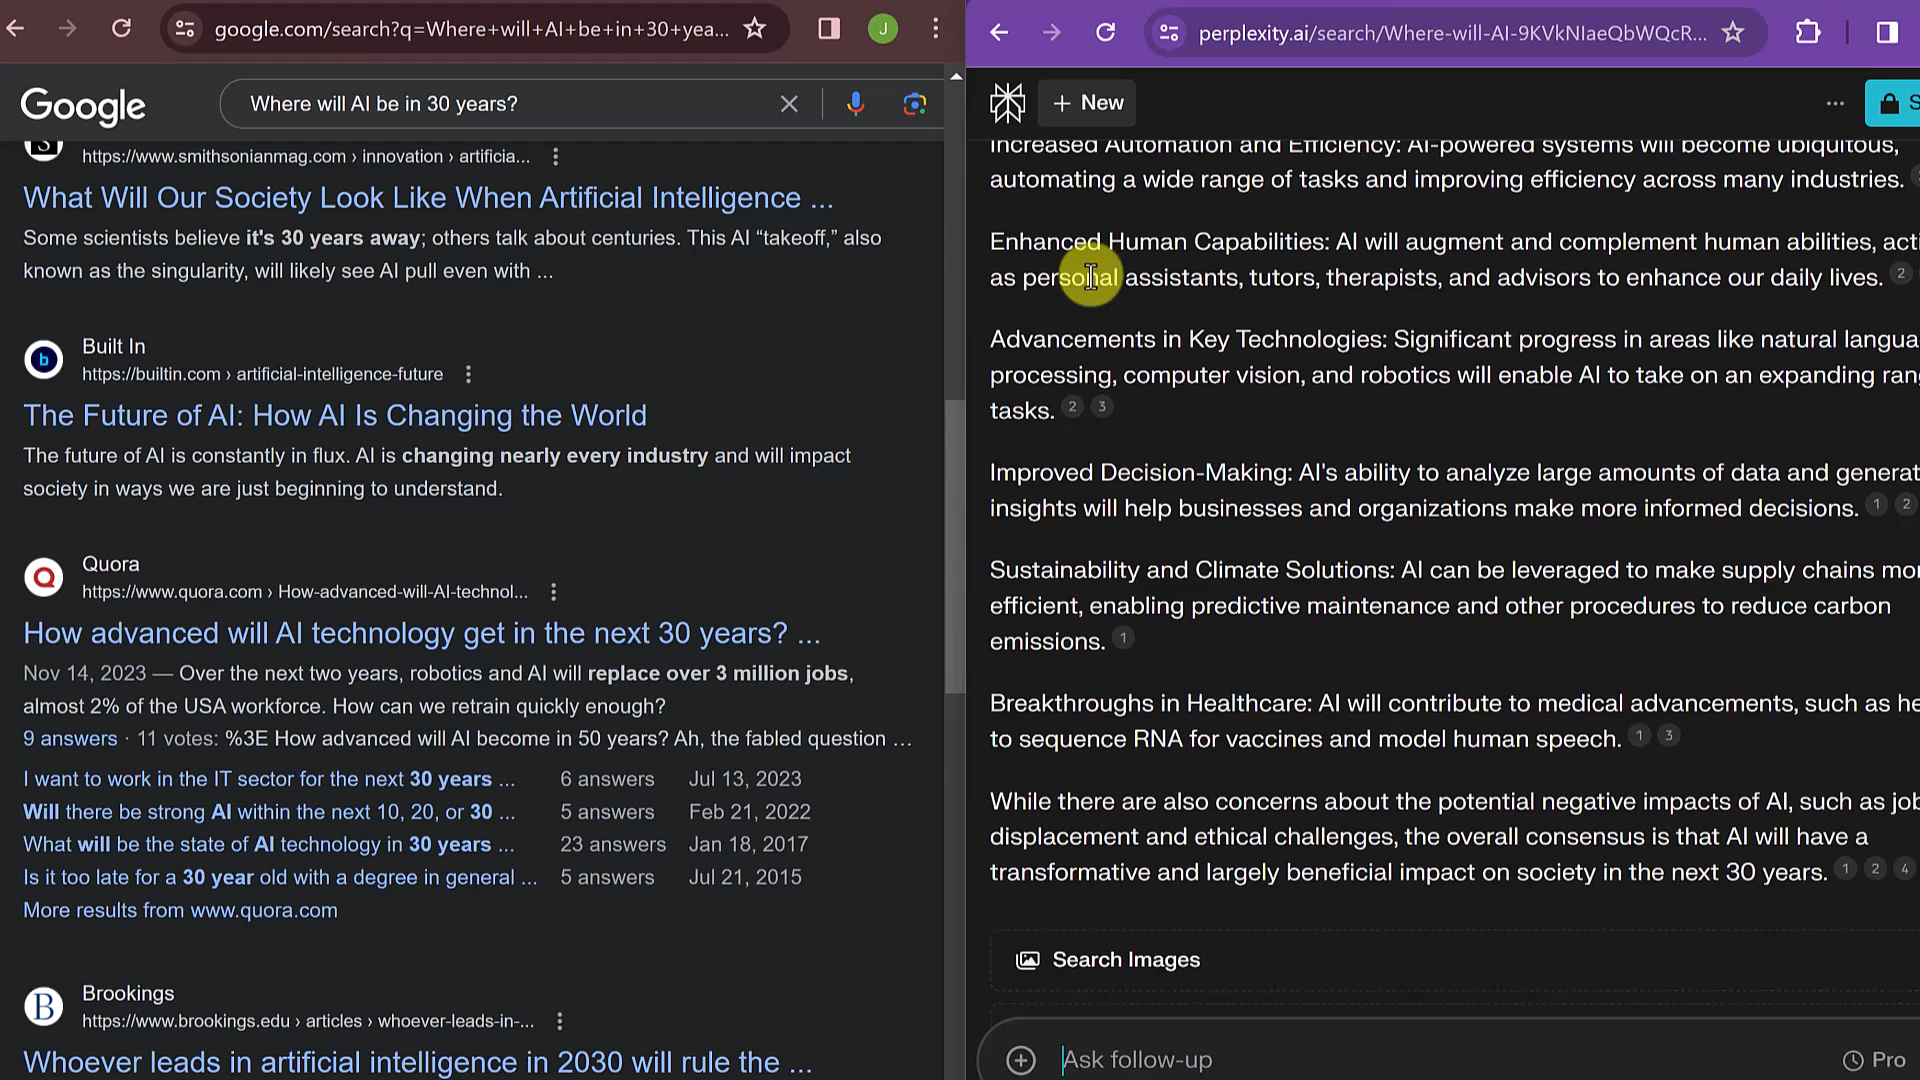 google.com/search?q=Where+will+AI+be+in+30+yea...
J
Google
Where will AI be in 30 years?
https://www.smithsonianmag.com › innovation › artificia...
What Will Our Society Look Like When Artificial Intelligence ...
Some scientists believe it's 30 years away; others talk about centuries. This AI “takeoff,” also
known as the singularity, will likely see AI pull even with ...
Built In
https://builtin.com › artificial-intelligence-future
The Future of AI: How AI Is Changing the World
The future of AI is constantly in flux. AI is changing nearly every industry and will impact
society in ways we are just beginning to understand.
Quora
https://www.quora.com › How-advanced-will-AI-technol...
How advanced will AI technology get in the next 30 years? ...
Nov 14, 2023 — Over the next two years, robotics and AI will replace over 3 million jobs,
almost 2% of the USA workforce. How can we retrain quickly enough?
9 answers · 11 votes: %3E How advanced will AI become in 50 years? Ah, the fabled question ...
I want to work in the IT sector for the next 30 years ... 6 answers Jul 13, 2023
Will there be strong AI within the next 10, 20, or 30 ... 5 answers Feb 21, 2022
What will be the state of AI technology in 30 years ... 23 answers Jan 18, 2017
Is it too late for a 30 year old with a degree in general ... 5 answers Jul 21, 2015
More results from www.quora.com
Brookings
https://www.brookings.edu › articles › whoever-leads-in-...
Whoever leads in artificial intelligence in 2030 will rule the ...
perplexity.ai/search/Where-will-AI-9KVkNIaeQbWQcR...
+ New
S
Increased Automation and Efficiency: AI-powered systems will become ubiquitous,
automating a wide range of tasks and improving efficiency across many industries.
Enhanced Human Capabilities: AI will augment and complement human abilities, acti
as personal assistants, tutors, therapists, and advisors to enhance our daily lives. 2
Advancements in Key Technologies: Significant progress in areas like natural langua
processing, computer vision, and robotics will enable AI to take on an expanding ran
tasks. 2 3
Improved Decision-Making: AI's ability to analyze large amounts of data and generat
insights will help businesses and organizations make more informed decisions. 1 2
Sustainability and Climate Solutions: AI can be leveraged to make supply chains mor
efficient, enabling predictive maintenance and other procedures to reduce carbon
emissions. 1
Breakthroughs in Healthcare: AI will contribute to medical advancements, such as he
to sequence RNA for vaccines and model human speech. 1 3
While there are also concerns about the potential negative impacts of AI, such as job
displacement and ethical challenges, the overall consensus is that AI will have a
transformative and largely beneficial impact on society in the next 30 years. 1 2 4
Search Images
Ask follow-up
Pro